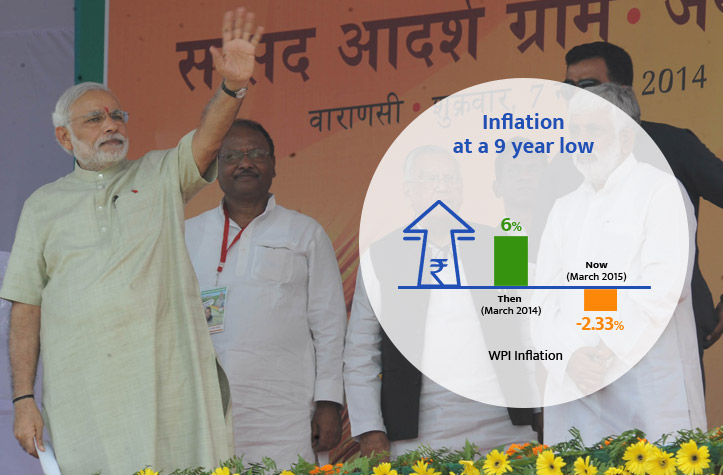 सांसद आदर्श ग्राम •
वाराणसी • शुक्रवार, 7
2014
Inflation
at a 9 year low
₹
6%
Then
(March 2014)
Now
(March 2015)
-2.33%
WPI Inflation